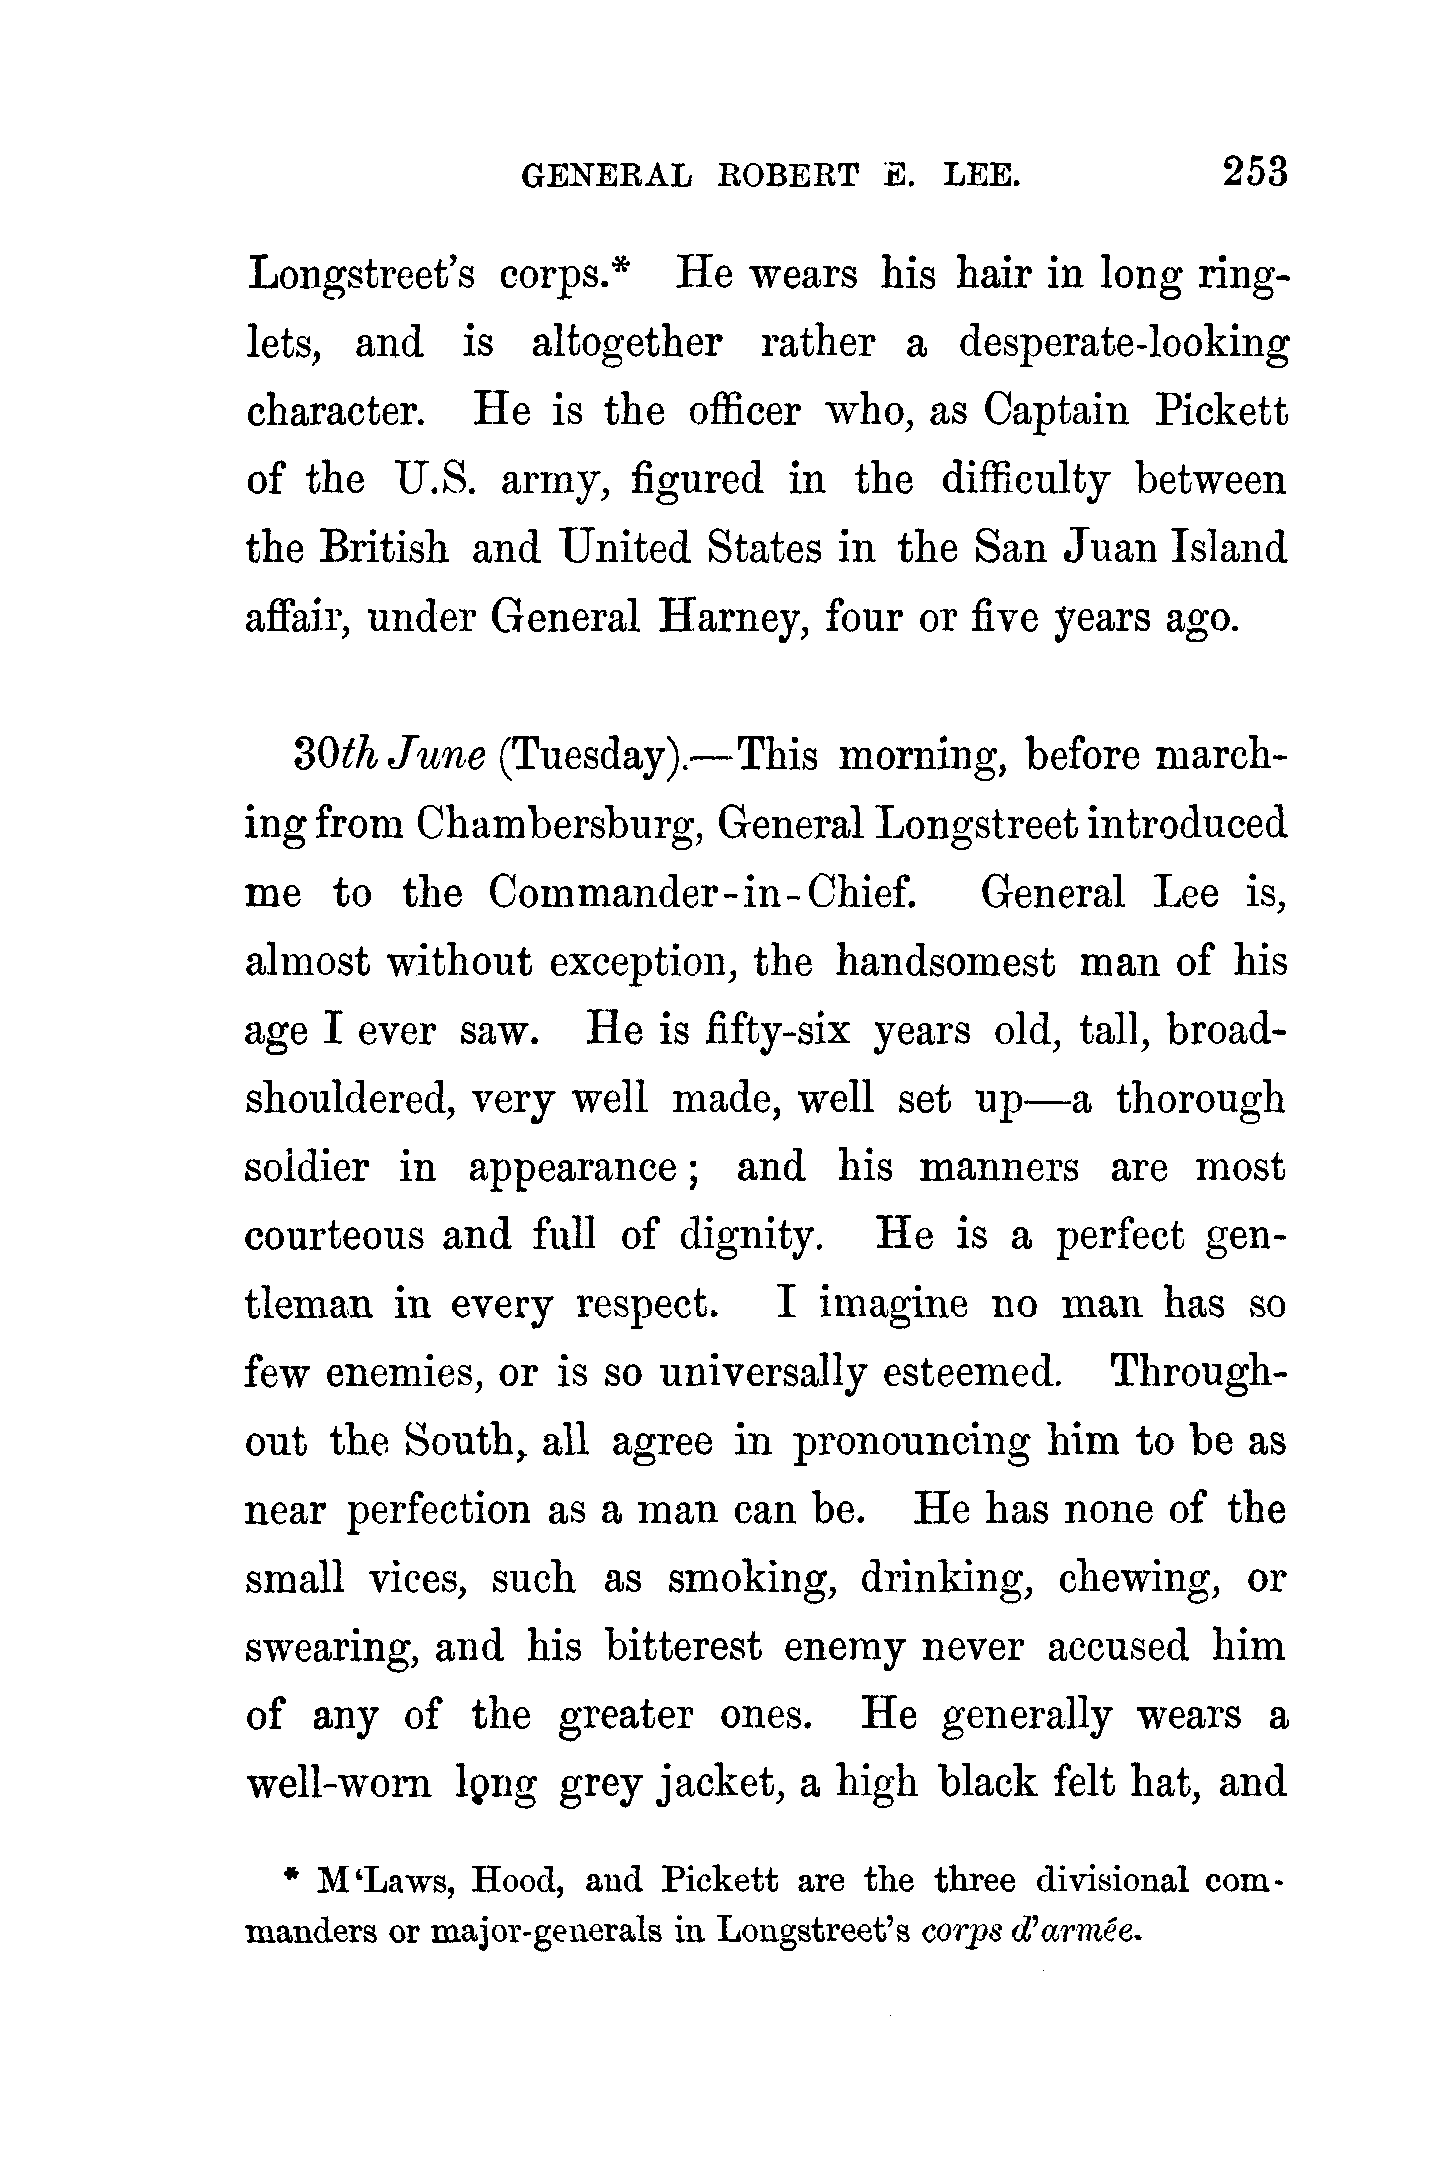 GENERAL ROBERT E. LEE. 253
Longstreet's corps.* He wears his hair in long ring-
lets, and is altogether rather a desperate-looking
character. He is the officer who, as Captain Pickett
of the U.S. army, figured in the difficulty between
the British and United States in the San Juan Island
affair, under General Harney, four or five years ago.
30th June (Tuesday).—This morning, before march-
ing from Chambersburg, General Longstreet introduced
me to the Commander-in-Chief. General Lee is,
almost without exception, the handsomest man of his
age I ever saw. He is fifty-six years old, tall, broad-
shouldered, very well made, well set up—a thorough
soldier in appearance; and his manners are most
courteous and full of dignity. He is a perfect gen-
tleman in every respect. I imagine no man has so
few enemies, or is so universally esteemed. Through-
out the South, all agree in pronouncing him to be as
near perfection as a man can be. He has none of the
small vices, such as smoking, drinking, chewing, or
swearing, and his bitterest enemy never accused him
of any of the greater ones. He generally wears a
well-worn long grey jacket, a high black felt hat, and
* M‘Laws, Hood, and Pickett are the three divisional com-
manders or major-generals in Longstreet's corps d'armée.